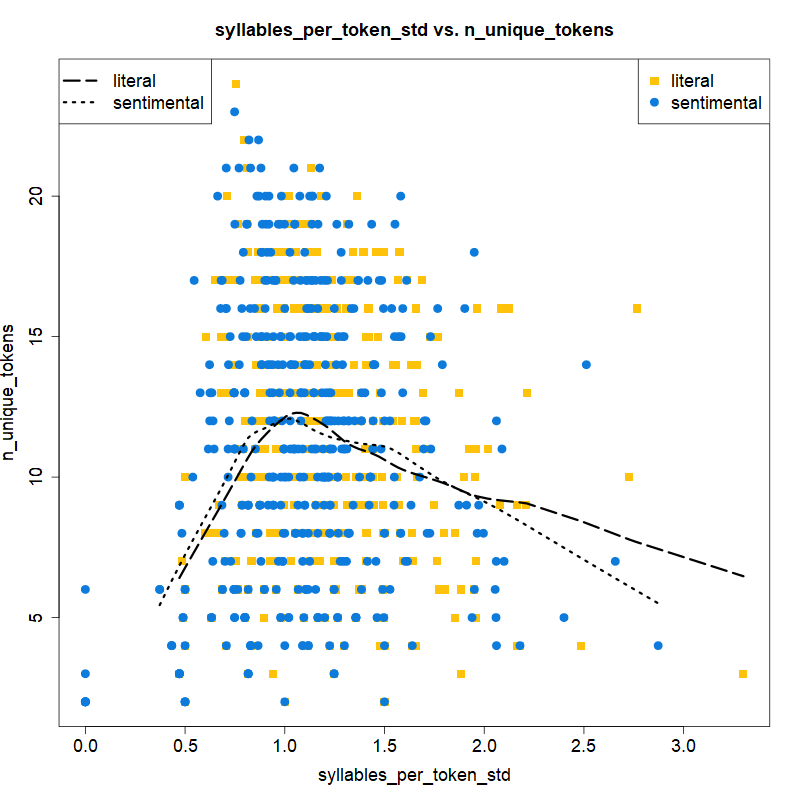 syllables_per_token_std vs. n_unique_tokens
literal
sentimental
literal
sentimental
n_unique_tokens
20
15
10
5
0.0 0.5 1.0 1.5 2.0 2.5 3.0
syllables_per_token_std